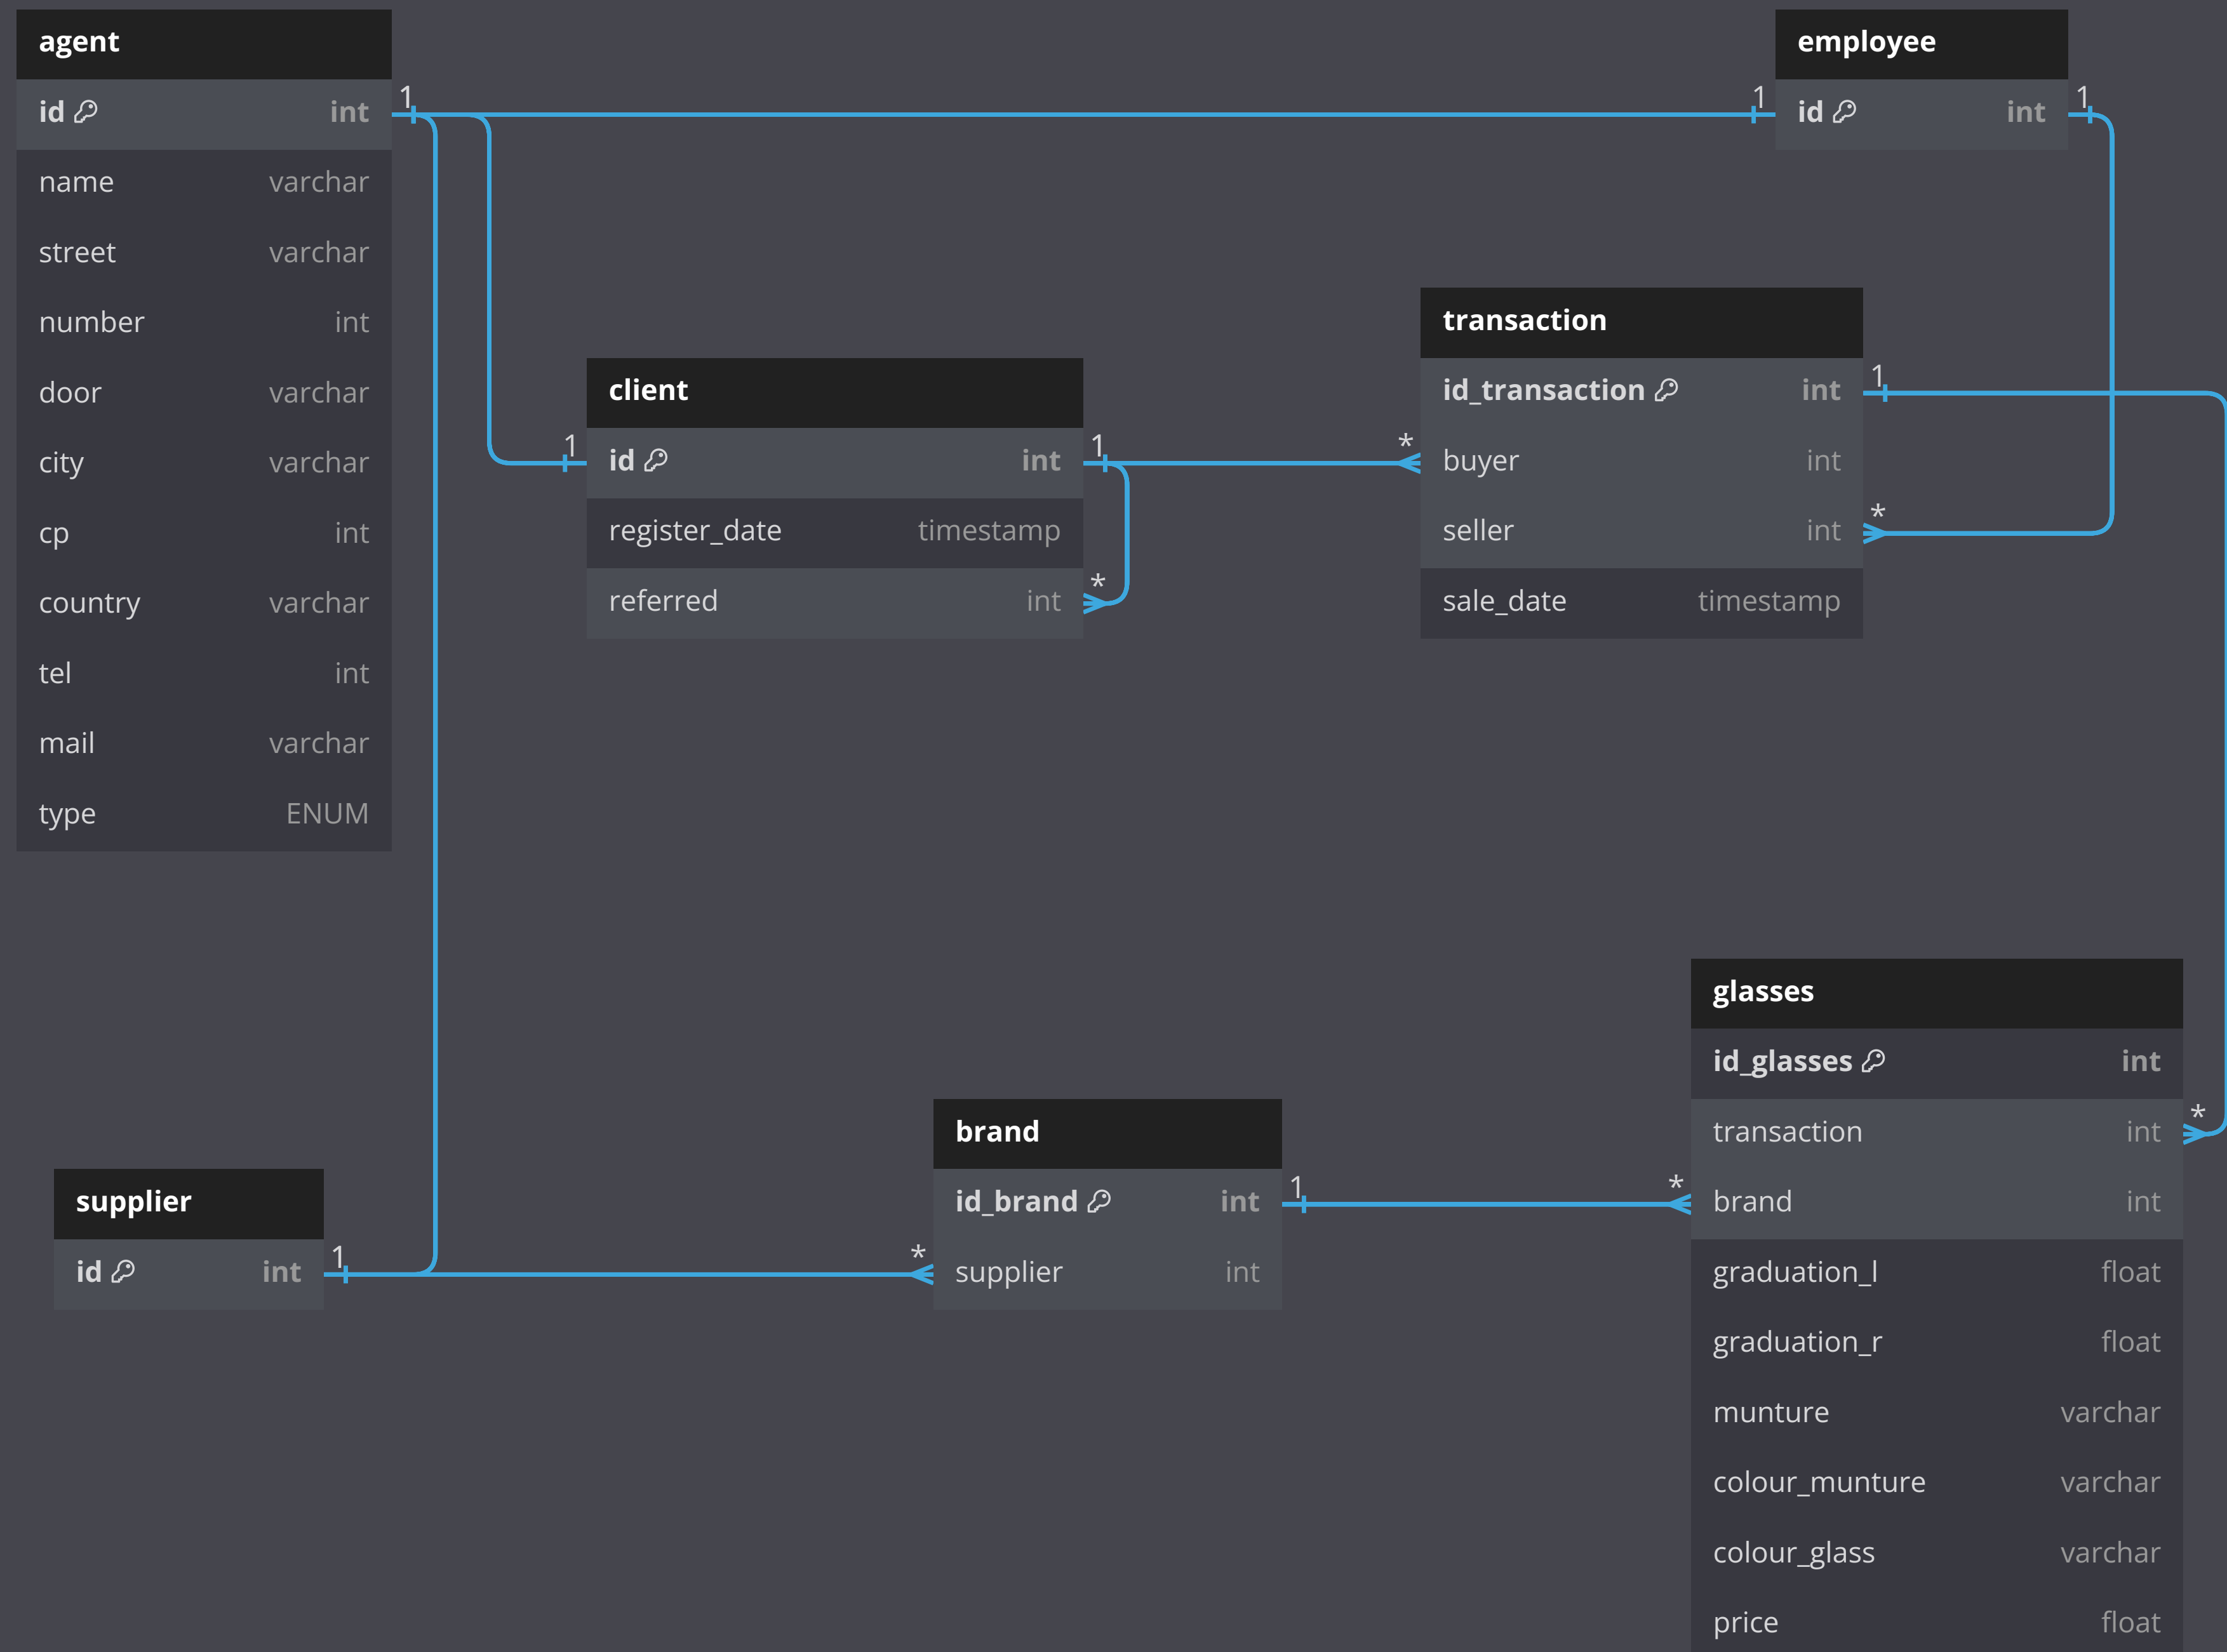 agent
id int
name varchar
street varchar
number int
door varchar
city varchar
cp int
country varchar
tel int
mail varchar
type ENUM
1
1
employee
id int
1
client
1
id int
1
register_date timestamp
referred int
*
transaction
id_transaction int
1
*
buyer int
seller int
*
sale_date timestamp
supplier
id int
1
brand
id_brand int
1
*
supplier int
glasses
id_glasses int
transaction int
*
*
brand int
graduation_l float
graduation_r float
munture varchar
colour_munture varchar
colour_glass varchar
price float